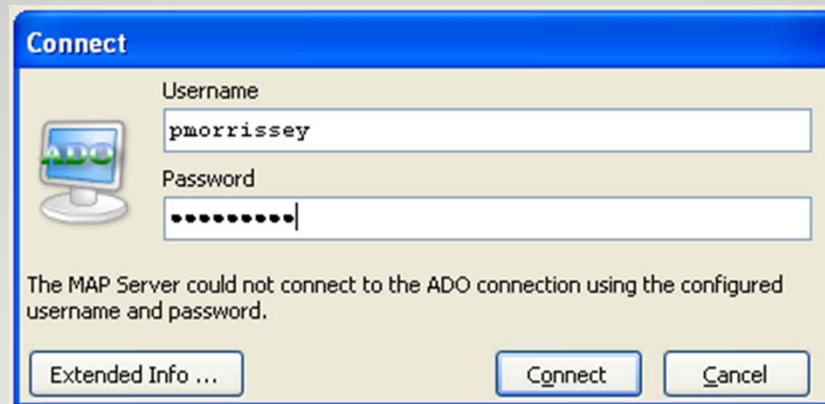 Connect
ADO
Username
pmorrissey
Password
•••••••••
The MAP Server could not connect to the ADO connection using the configured
username and password.
Extended Info ...
Connect
Cancel